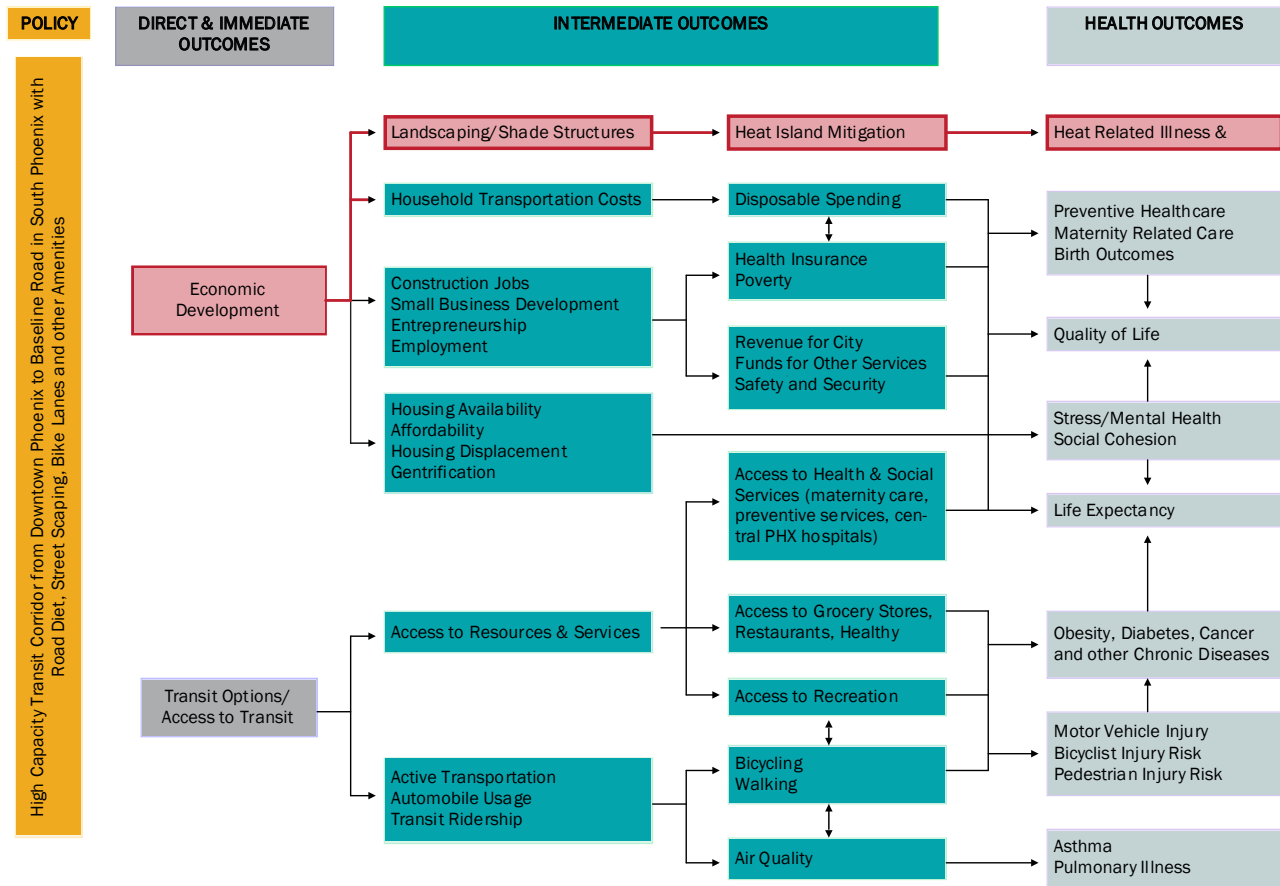 POLICY
DIRECT & IMMEDIATE
OUTCOMES
INTERMEDIATE OUTCOMES
HEALTH OUTCOMES
High Capacity Transit Corridor from Downtown Phoenix to Baseline Road in South Phoenix with
Road Diet, Street Scaping, Bike Lanes and other Amenities
Landscaping/Shade Structures
Heat Island Mitigation
Heat Related Illness &
Household Transportation Costs
Disposable Spending
Preventive Healthcare
Maternity Related Care
Birth Outcomes
Economic
Development
Construction Jobs
Small Business Development
Entrepreneurship
Employment
Health Insurance
Poverty
Revenue for City
Funds for Other Services
Safety and Security
Quality of Life
Housing Availability
Affordability
Housing Displacement
Gentrification
Stress/Mental Health
Social Cohesion
Access to Health & Social
Services (maternity care,
preventive services, cen-
tral PHX hospitals)
Life Expectancy
Transit Options/
Access to Transit
Access to Resources & Services
Access to Grocery Stores,
Restaurants, Healthy
Obesity, Diabetes, Cancer
and other Chronic Diseases
Access to Recreation
Active Transportation
Automobile Usage
Transit Ridership
Bicycling
Walking
Motor Vehicle Injury
Bicyclist Injury Risk
Pedestrian Injury Risk
Air Quality
Asthma
Pulmonary Illness